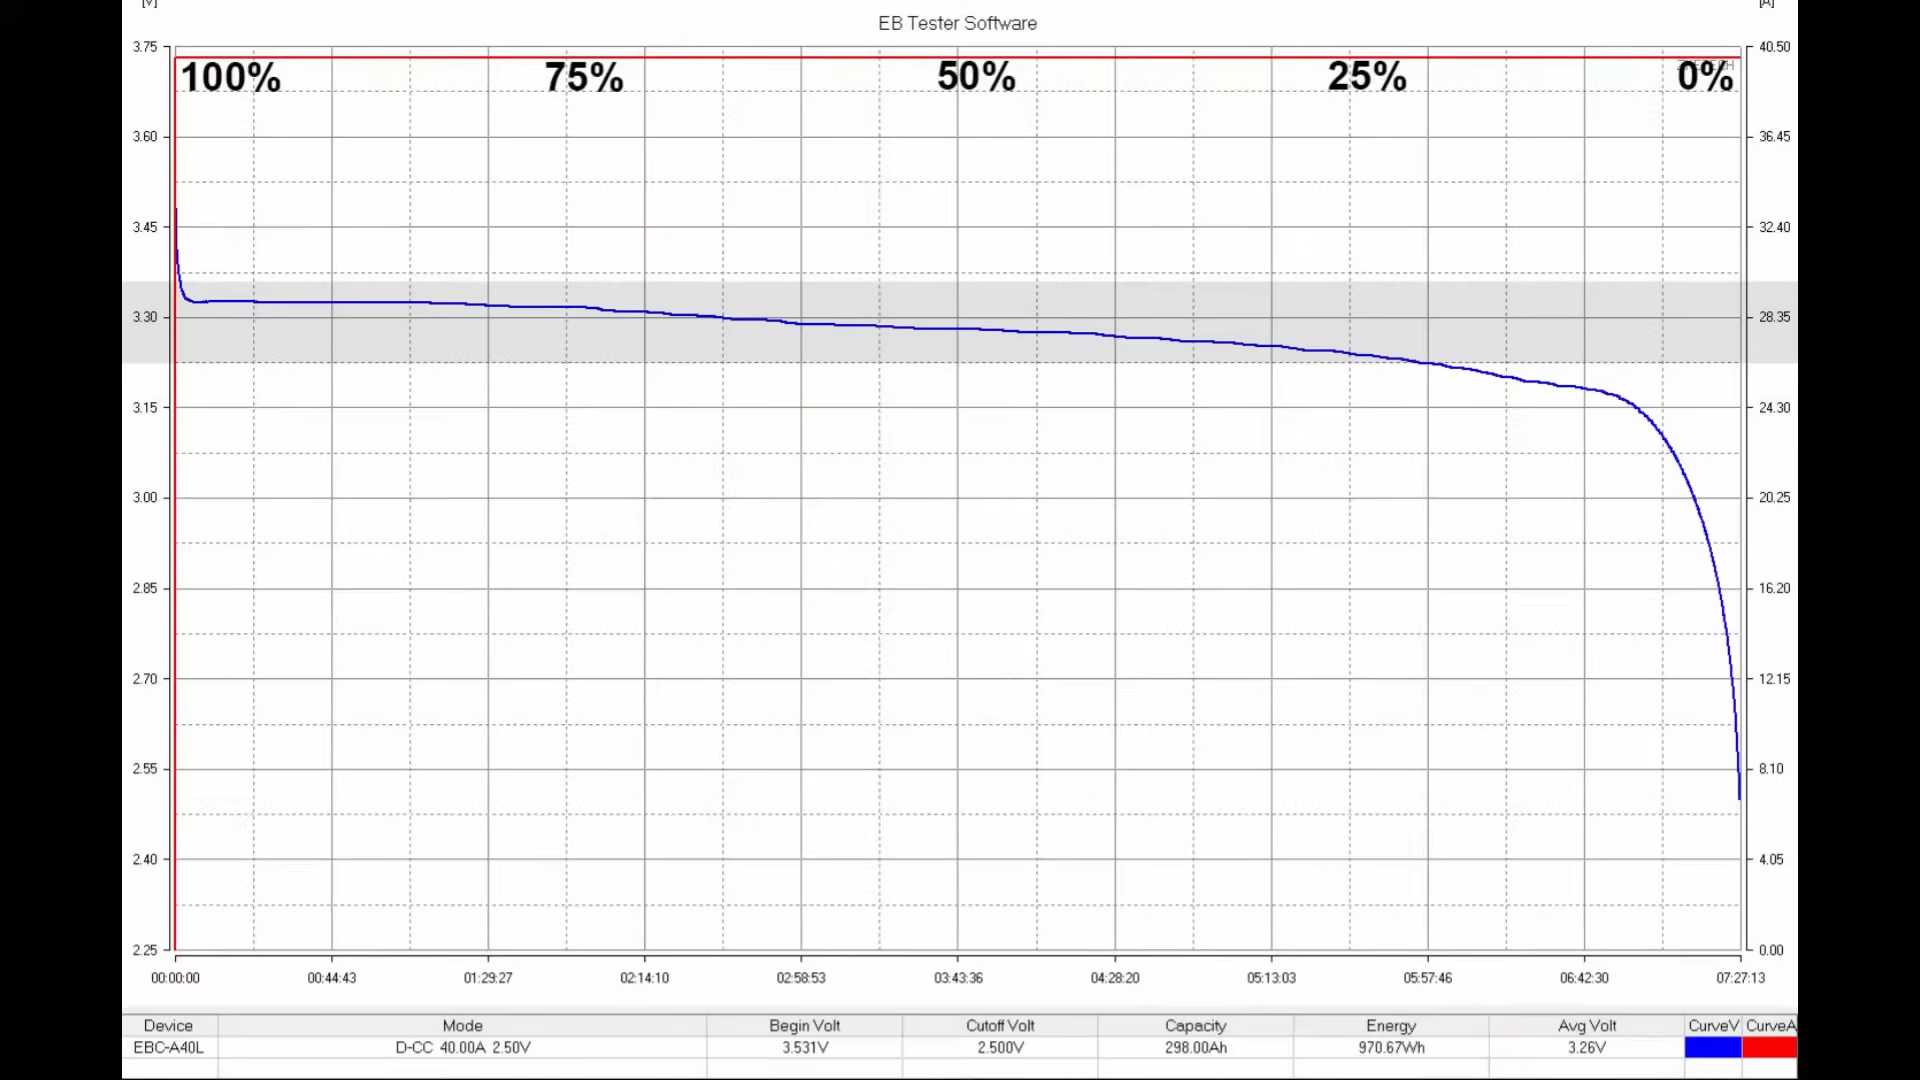 [V] [A]
EB Tester Software
3.75 40.50
100% 75% 50% 25% 0%
3.60 36.45
3.45 32.40
3.30 28.35
3.15 24.30
3.00 20.25
2.85 16.20
2.70 12.15
2.55 8.10
2.40 4.05
2.25 0.00
00:00:00 00:44:43 01:29:27 02:14:10 02:58:53 03:43:36 04:28:20 05:13:03 05:57:46 06:42:30 07:27:13
Device Mode Begin Volt Cutoff Volt Capacity Energy Avg Volt CurveV CurveA
EBC-A40L D-CC 40.00A 2.50V 3.531V 2.500V 298.00Ah 970.67Wh 3.26V